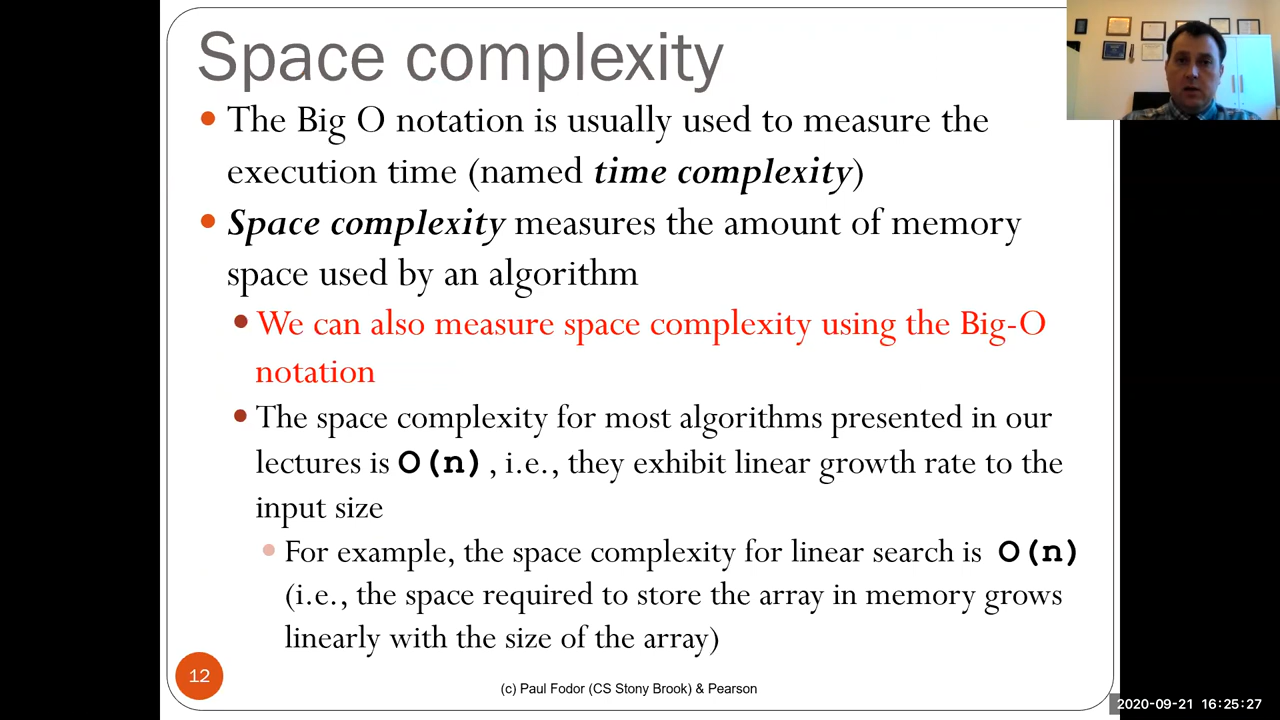 Space complexity
• The Big O notation is usually used to measure the
execution time (named time complexity)
• Space complexity measures the amount of memory
space used by an algorithm
• We can also measure space complexity using the Big-O
notation
• The space complexity for most algorithms presented in our
lectures is O(n), i.e., they exhibit linear growth rate to the
input size
• For example, the space complexity for linear search is O(n)
(i.e., the space required to store the array in memory grows
linearly with the size of the array)
12
(c) Paul Fodor (CS Stony Brook) & Pearson
2020-09-21 16:25:27